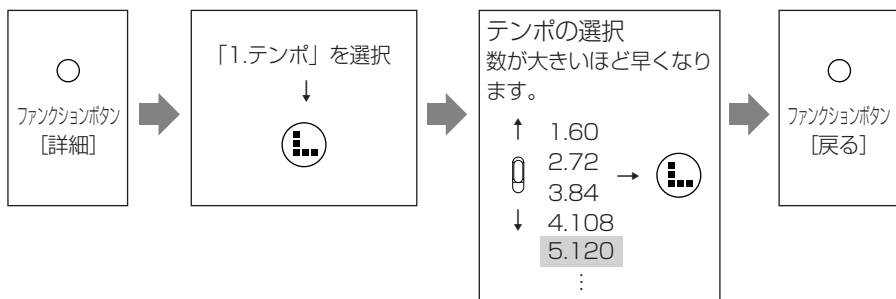 ファンクションボタン
[詳細]
「1.テンポ」を選択
↓
テンポの選択
数が大きいほど早くなり
ます。
↑ 1.60
2.72
3.84 →
↓ 4.108
5.120
⋮
ファンクションボタン
[戻る]